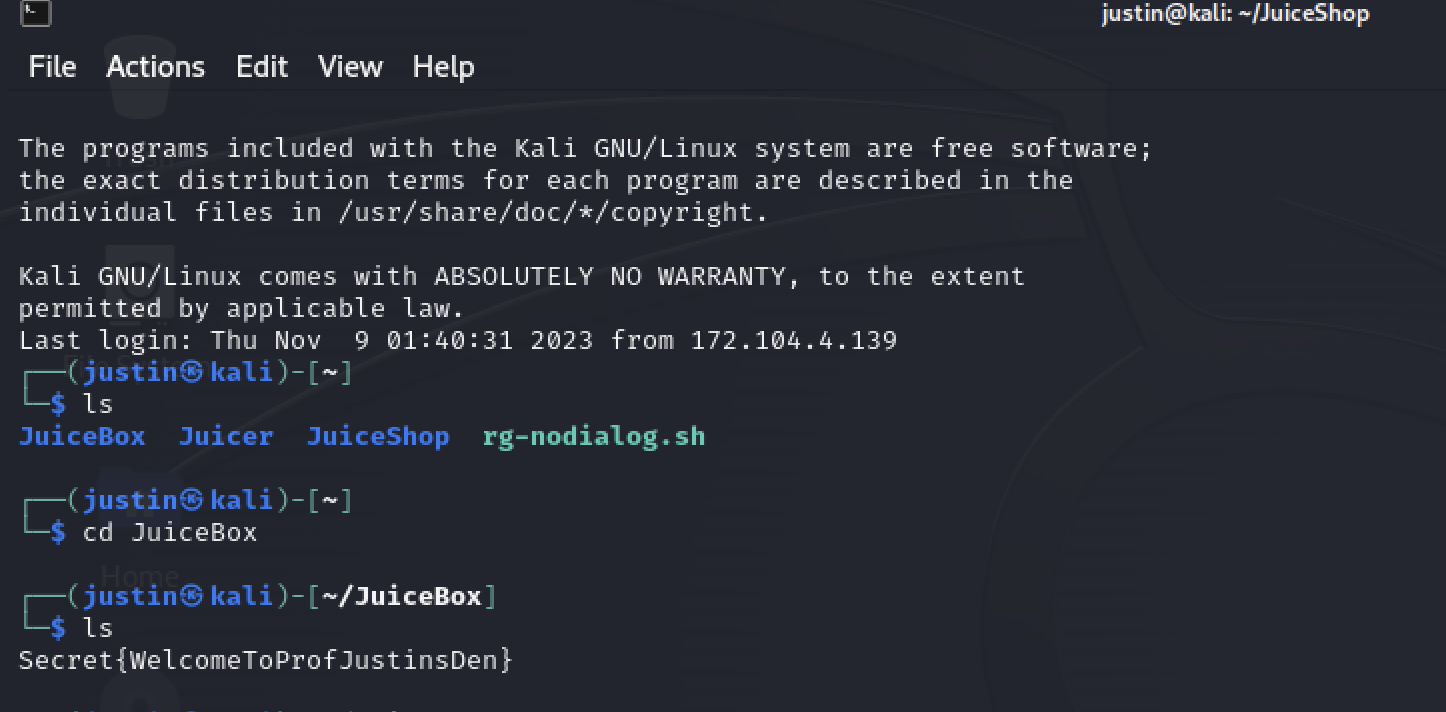 justin@kali: ~/JuiceShop
File Actions Edit View Help
The programs included with the Kali GNU/Linux system are free software;
the exact distribution terms for each program are described in the
individual files in /usr/share/doc/*/copyright.
Kali GNU/Linux comes with ABSOLUTELY NO WARRANTY, to the extent
permitted by applicable law.
Last login: Thu Nov  9 01:40:31 2023 from 172.104.4.139
┌──(justin㉿kali)-[~]
└─$ ls
JuiceBox  Juicer  JuiceShop  rg-nodialog.sh
┌──(justin㉿kali)-[~]
└─$ cd JuiceBox
Home
┌──(justin㉿kali)-[~/JuiceBox]
└─$ ls
Secret{WelcomeToProfJustinsDen}